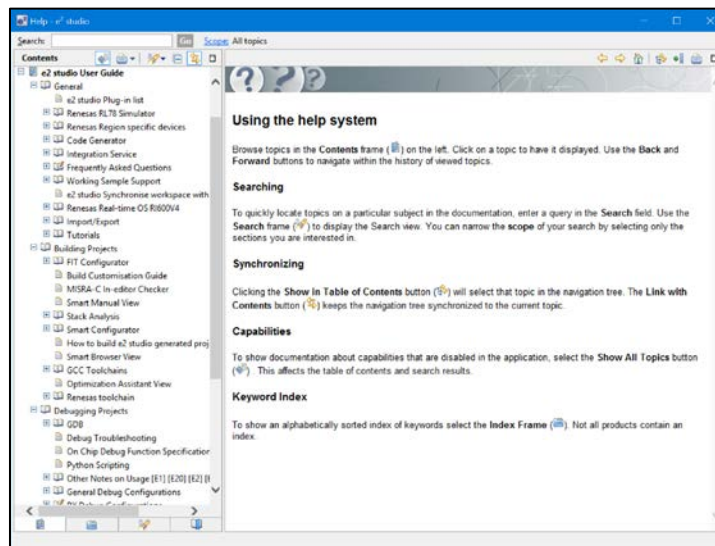 Help - e² studio
Search: Go Scope: All topics
Contents
e2 studio User Guide
General
e2 studio Plug-in list
Renesas RL78 Simulator
Renesas Region specific devices
Code Generator
Integration Service
Frequently Asked Questions
Working Sample Support
e2 studio Synchronise workspace with
Renesas Real-time OS RI600V4
Import/Export
Tutorials
Building Projects
FIT Configurator
Build Customisation Guide
MISRA-C In-editor Checker
Smart Manual View
Stack Analysis
Smart Configurator
How to build e2 studio generated proj
Smart Browser View
GCC Toolchains
Optimization Assistant View
Renesas toolchain
Debugging Projects
GDB
Debug Troubleshooting
On Chip Debug Function Specification
Python Scripting
Other Notes on Usage [E1] [E20] [E2] [E
General Debug Configurations
RX Debug Configurations
Using the help system
Browse topics in the Contents frame ( ) on the left. Click on a topic to have it displayed. Use the Back and
Forward buttons to navigate within the history of viewed topics.
Searching
To quickly locate topics on a particular subject in the documentation, enter a query in the Search field. Use the
Search frame ( ) to display the Search view. You can narrow the scope of your search by selecting only the
sections you are interested in.
Synchronizing
Clicking the Show in Table of Contents button ( ) will select that topic in the navigation tree. The Link with
Contents button ( ) keeps the navigation tree synchronized to the current topic.
Capabilities
To show documentation about capabilities that are disabled in the application, select the Show All Topics button
( ). This affects the table of contents and search results.
Keyword Index
To show an alphabetically sorted index of keywords select the Index Frame ( ). Not all products contain an
index.